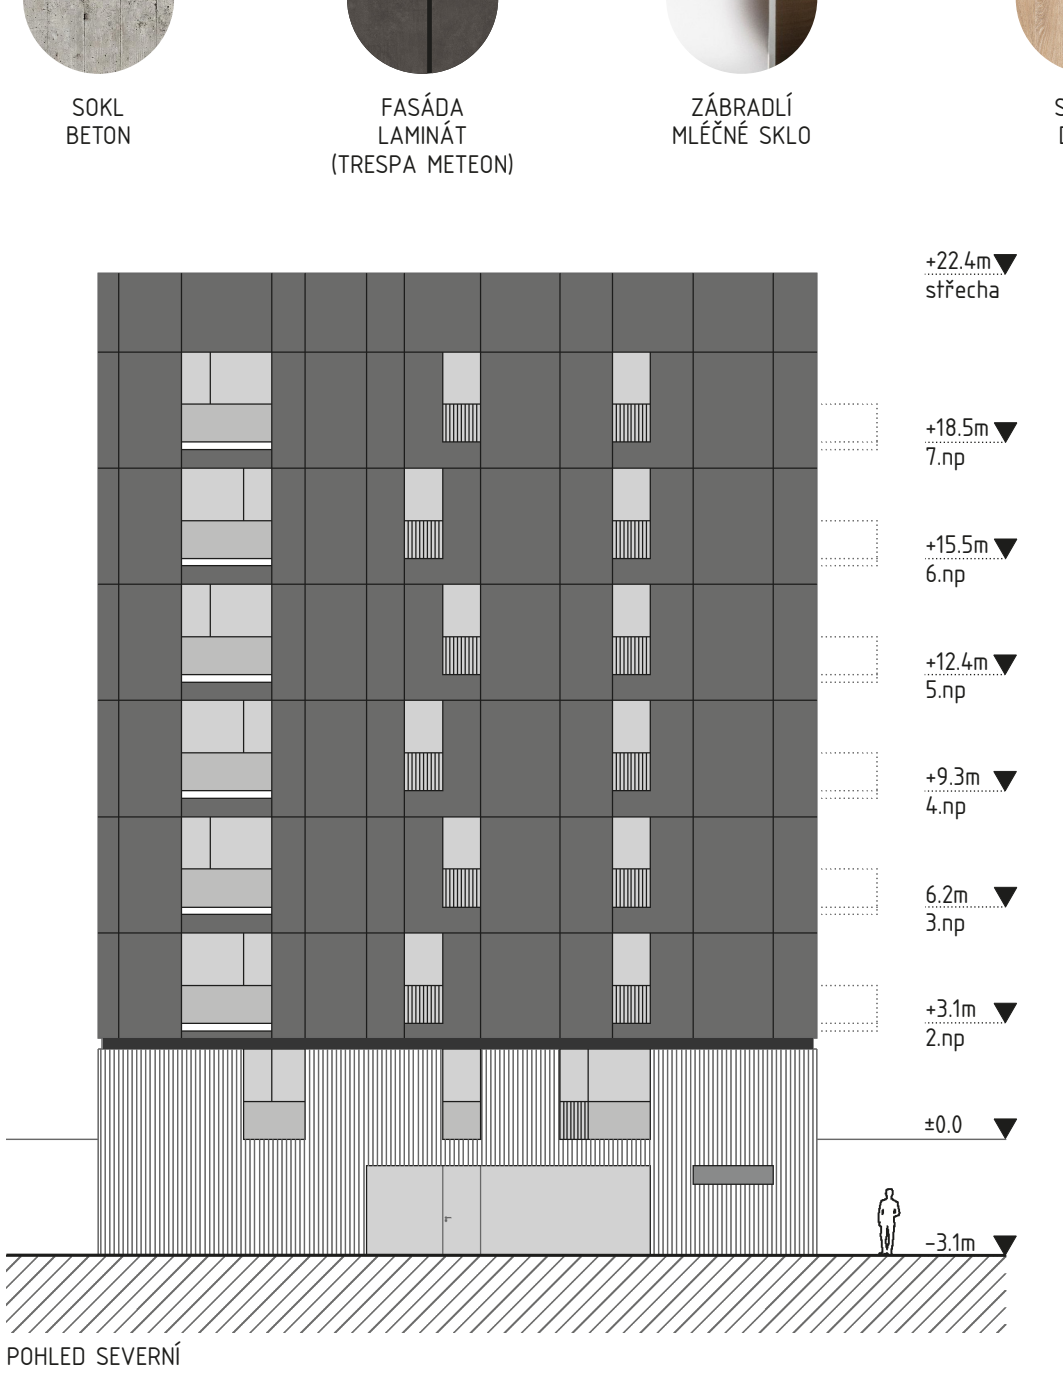 SOKL
BETON
FASÁDA
LAMINÁT
(TRESPA METEON)
ZÁBRADLÍ
MLÉČNÉ SKLO
+22.4m
střecha
+18.5m
7.np
+15.5m
6.np
+12.4m
5.np
+9.3m
4.np
6.2m
3.np
+3.1m
2.np
±0.0
−3.1m
POHLED SEVERNÍ